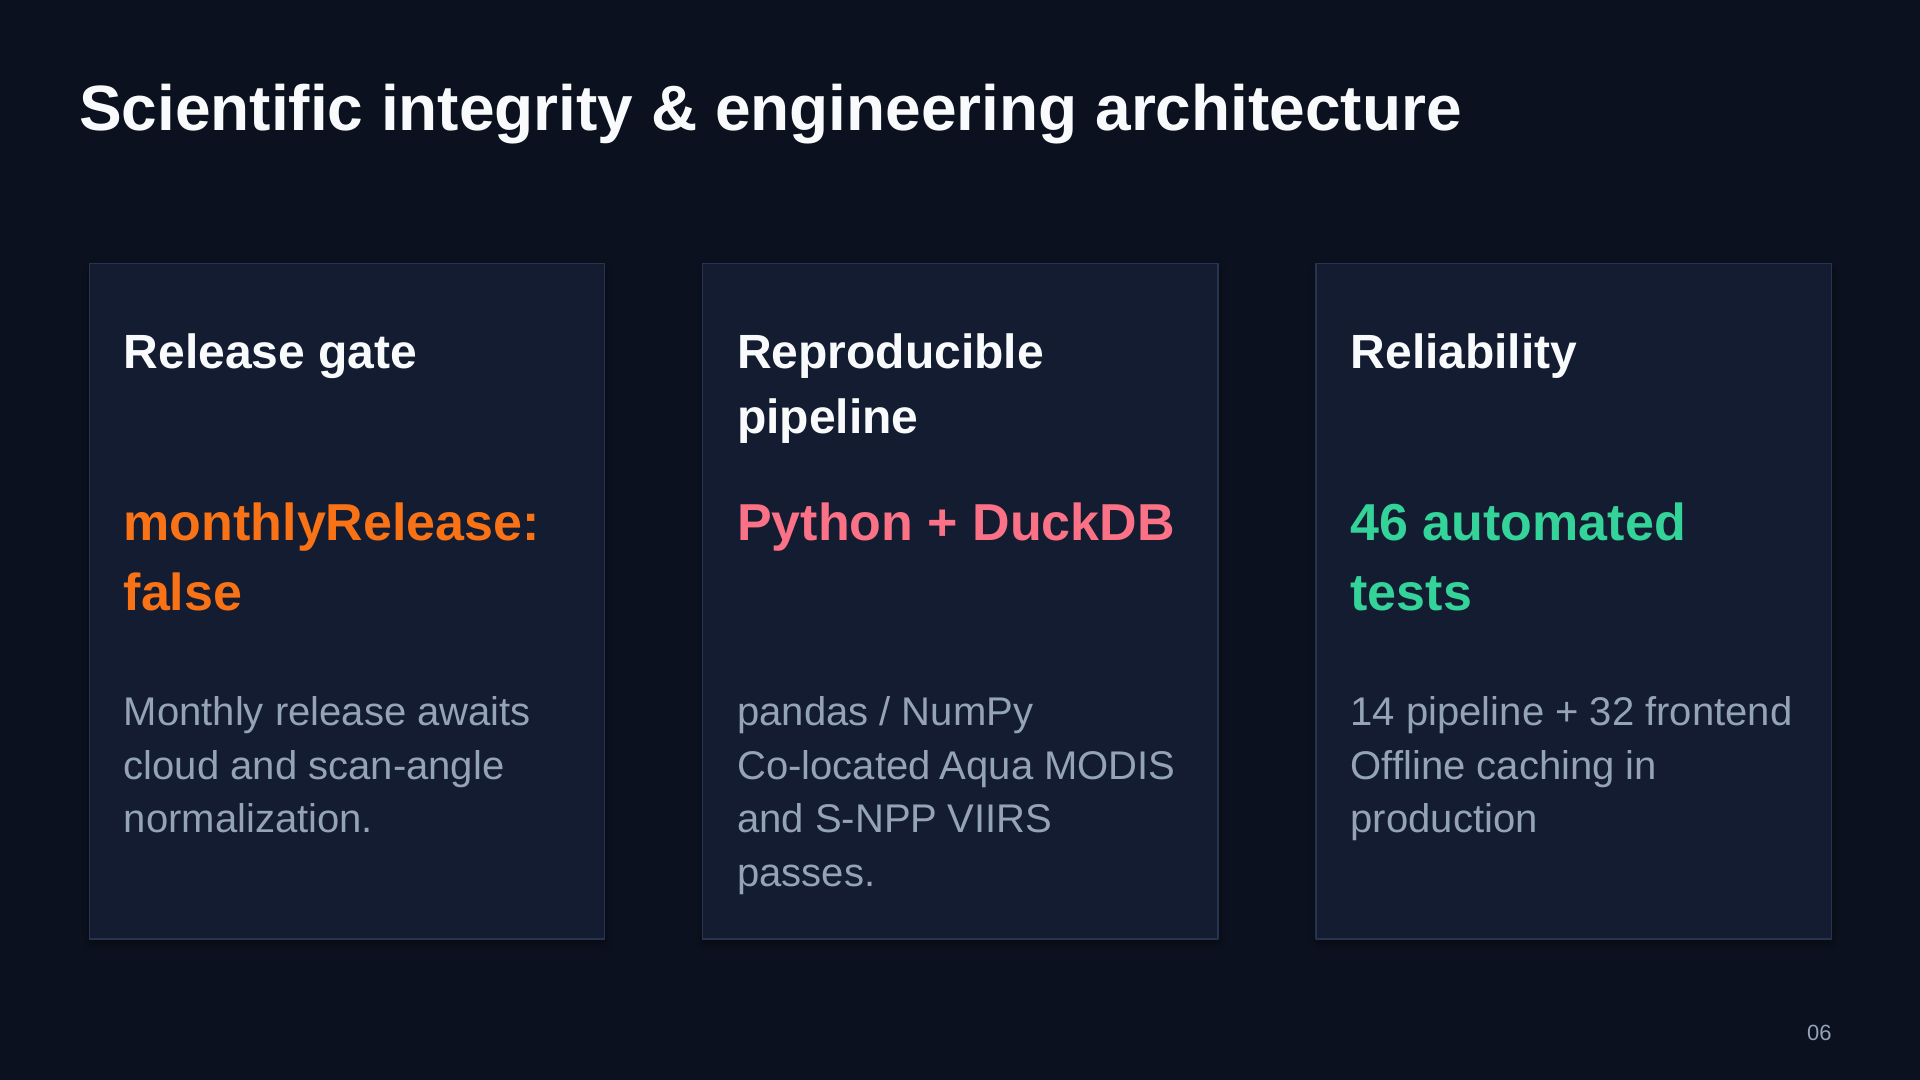 Scientific integrity & engineering architecture
Release gate
monthlyRelease:
false
Monthly release awaits
cloud and scan-angle
normalization.
Reproducible
pipeline
Python + DuckDB
pandas / NumPy
Co-located Aqua MODIS
and S-NPP VIIRS
passes.
Reliability
46 automated
tests
14 pipeline + 32 frontend
Offline caching in
production
06